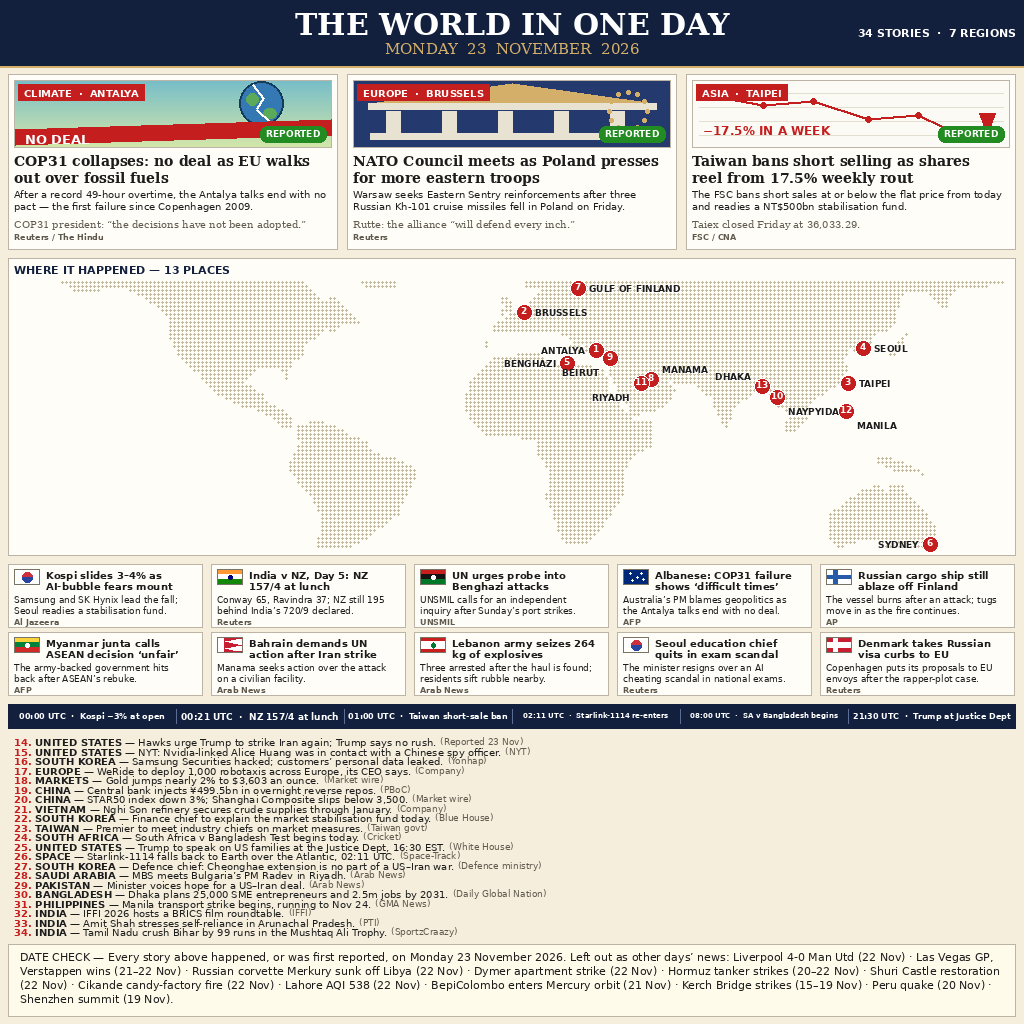 THE WORLD IN ONE DAY
MONDAY 23 NOVEMBER 2026
34 STORIES · 7 REGIONS
CLIMATE · ANTALYA
NO DEAL
REPORTED
COP31 collapses: no deal as EU walks
out over fossil fuels
After a record 49-hour overtime, the Antalya talks end with no
pact — the first failure since Copenhagen 2009.
COP31 president: “the decisions have not been adopted.”
Reuters / The Hindu
EUROPE · BRUSSELS
REPORTED
NATO Council meets as Poland presses
for more eastern troops
Warsaw seeks Eastern Sentry reinforcements after three
Russian Kh-101 cruise missiles fell in Poland on Friday.
Rutte: the alliance “will defend every inch.”
Reuters
ASIA · TAIPEI
−17.5% IN A WEEK
REPORTED
Taiwan bans short selling as shares
reel from 17.5% weekly rout
The FSC bans short sales at or below the flat price from today
and readies a NT$500bn stabilisation fund.
Taiex closed Friday at 36,033.29.
FSC / CNA
WHERE IT HAPPENED — 13 PLACES
7 GULF OF FINLAND
2 BRUSSELS
ANTALYA 1
4 SEOUL
9
BENGHAZI 5
BEIRUT
MANAMA
11 8
DHAKA
13
3 TAIPEI
RIYADH
10
NAYPYIDA 12
MANILA
SYDNEY 6
Kospi slides 3–4% as
AI-bubble fears mount
Samsung and SK Hynix lead the fall;
Seoul readies a stabilisation fund.
Al Jazeera
India v NZ, Day 5: NZ
157/4 at lunch
Conway 65, Ravindra 37; NZ still 195
behind India’s 720/9 declared.
Reuters
UN urges probe into
Benghazi attacks
UNSMIL calls for an independent
inquiry after Sunday’s port strikes.
UNSMIL
Albanese: COP31 failure
shows ‘difficult times’
Australia’s PM blames geopolitics as
the Antalya talks end with no deal.
AFP
Russian cargo ship still
ablaze off Finland
The vessel burns after an attack; tugs
move in as the fire continues.
AP
Myanmar junta calls
ASEAN decision ‘unfair’
The army-backed government hits
back after ASEAN’s rebuke.
AFP
Bahrain demands UN
action after Iran strike
Manama seeks action over the attack
on a civilian facility.
Arab News
Lebanon army seizes 264
kg of explosives
Three arrested after the haul is found;
residents sift rubble nearby.
Arab News
Seoul education chief
quits in exam scandal
The minister resigns over an AI
cheating scandal in national exams.
Reuters
Denmark takes Russian
visa curbs to EU
Copenhagen puts its proposals to EU
envoys after the rapper-plot case.
Reuters
00:00 UTC · Kospi −3% at open
00:21 UTC · NZ 157/4 at lunch
01:00 UTC · Taiwan short-sale ban
02:11 UTC · Starlink-1114 re-enters
08:00 UTC · SA v Bangladesh begins
21:30 UTC · Trump at Justice Dept
14. UNITED STATES — Hawks urge Trump to strike Iran again; Trump says no rush. (Reported 23 Nov)
15. UNITED STATES — NYT: Nvidia-linked Alice Huang was in contact with a Chinese spy officer. (NYT)
16. SOUTH KOREA — Samsung Securities hacked; customers’ personal data leaked. (Yonhap)
17. EUROPE — WeRide to deploy 1,000 robotaxis across Europe, its CEO says. (Company)
18. MARKETS — Gold jumps nearly 2% to $3,603 an ounce. (Market wire)
19. CHINA — Central bank injects ¥499.5bn in overnight reverse repos. (PBoC)
20. CHINA — STAR50 index down 3%; Shanghai Composite slips below 3,500. (Market wire)
21. VIETNAM — Nghi Son refinery secures crude supplies through January. (Company)
22. SOUTH KOREA — Finance chief to explain the market stabilisation fund today. (Blue House)
23. TAIWAN — Premier to meet industry chiefs on market measures. (Taiwan govt)
24. SOUTH AFRICA — South Africa v Bangladesh Test begins today. (Cricket)
25. UNITED STATES — Trump to speak on US families at the Justice Dept, 16:30 EST. (White House)
26. SPACE — Starlink-1114 falls back to Earth over the Atlantic, 02:11 UTC. (Space-Track)
27. SOUTH KOREA — Defence chief: Cheonghae extension is no part of a US–Iran war. (Defence ministry)
28. SAUDI ARABIA — MBS meets Bulgaria’s PM Radev in Riyadh. (Arab News)
29. PAKISTAN — Minister voices hope for a US–Iran deal. (Arab News)
30. BANGLADESH — Dhaka plans 25,000 SME entrepreneurs and 2.5m jobs by 2031. (Daily Global Nation)
31. PHILIPPINES — Manila transport strike begins, running to Nov 24. (GMA News)
32. INDIA — IFFI 2026 hosts a BRICS film roundtable. (IFFI)
33. INDIA — Amit Shah stresses self-reliance in Arunachal Pradesh. (PTI)
34. INDIA — Tamil Nadu crush Bihar by 99 runs in the Mushtaq Ali Trophy. (SportzCraazy)
DATE CHECK — Every story above happened, or was first reported, on Monday 23 November 2026. Left out as other days’ news: Liverpool 4-0 Man Utd (22 Nov) · Las Vegas GP,
Verstappen wins (21–22 Nov) · Russian corvette Merkury sunk off Libya (22 Nov) · Dymer apartment strike (22 Nov) · Hormuz tanker strikes (20–22 Nov) · Shuri Castle restoration
(22 Nov) · Cikande candy-factory fire (22 Nov) · Lahore AQI 538 (22 Nov) · BepiColombo enters Mercury orbit (21 Nov) · Kerch Bridge strikes (15–19 Nov) · Peru quake (20 Nov) ·
Shenzhen summit (19 Nov).